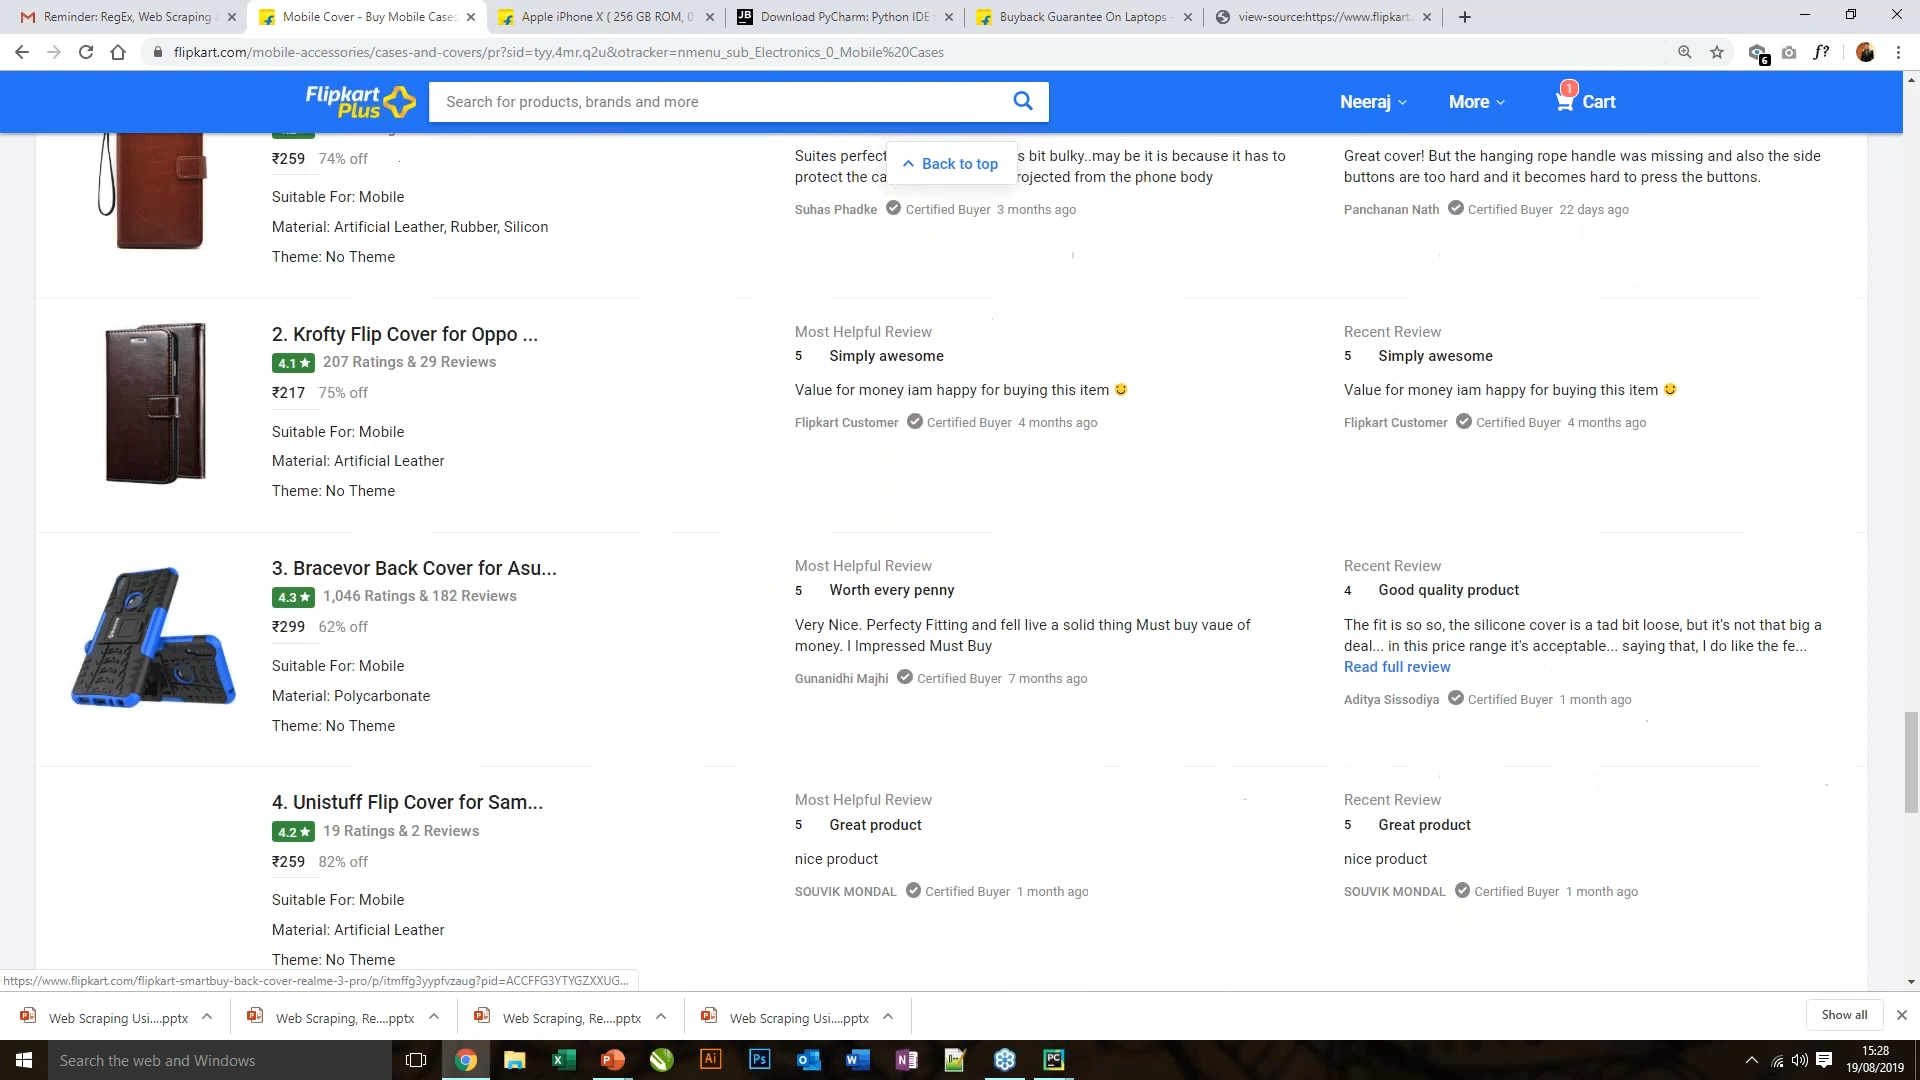 Reminder: RegEx, Web Scraping
Mobile Cover - Buy Mobile Cases
Apple iPhone X ( 256 GB ROM, 0
Download PyCharm: Python IDE
Buyback Guarantee On Laptops
view-source:https://www.flipkart.
flipkart.com/mobile-accessories/cases-and-covers/pr?sid=tyy,4mr,q2u&otracker=nmenu_sub_Electronics_0_Mobile%20Cases
6
f?
Flipkart
Plus
Search for products, brands and more
Neeraj
More
1
Cart
₹259 74% off
Suitable For: Mobile
Material: Artificial Leather, Rubber, Silicon
Theme: No Theme
Suites perfect
s bit bulky..may be it is because it has to
protect the ca
rojected from the phone body
Back to top
Suhas Phadke Certified Buyer 3 months ago
Great cover! But the hanging rope handle was missing and also the side
buttons are too hard and it becomes hard to press the buttons.
Panchanan Nath Certified Buyer 22 days ago
2. Krofty Flip Cover for Oppo ...
4.1★ 207 Ratings & 29 Reviews
₹217 75% off
Suitable For: Mobile
Material: Artificial Leather
Theme: No Theme
Most Helpful Review
5 Simply awesome
Value for money iam happy for buying this item 🙂
Flipkart Customer Certified Buyer 4 months ago
Recent Review
5 Simply awesome
Value for money iam happy for buying this item 🙂
Flipkart Customer Certified Buyer 4 months ago
3. Bracevor Back Cover for Asu...
4.3★ 1,046 Ratings & 182 Reviews
₹299 62% off
Suitable For: Mobile
Material: Polycarbonate
Theme: No Theme
Most Helpful Review
5 Worth every penny
Very Nice. Perfecty Fitting and fell live a solid thing Must buy vaue of
money. I Impressed Must Buy
Gunanidhi Majhi Certified Buyer 7 months ago
Recent Review
4 Good quality product
The fit is so so, the silicone cover is a tad bit loose, but it's not that big a
deal... in this price range it's acceptable... saying that, I do like the fe...
Read full review
Aditya Sissodiya Certified Buyer 1 month ago
4. Unistuff Flip Cover for Sam...
4.2★ 19 Ratings & 2 Reviews
₹259 82% off
Suitable For: Mobile
Material: Artificial Leather
Theme: No Theme
Most Helpful Review
5 Great product
nice product
SOUVIK MONDAL Certified Buyer 1 month ago
Recent Review
5 Great product
nice product
SOUVIK MONDAL Certified Buyer 1 month ago
https://www.flipkart.com/flipkart-smartbuy-back-cover-realme-3-pro/p/itmffg3yypfvzaug?pid=ACCFFG3YTYGZXXUG...
Web Scraping Usi....pptx
Web Scraping, Re....pptx
Web Scraping, Re....pptx
Web Scraping Usi....pptx
Show all
Search the web and Windows
15:28
19/08/2019